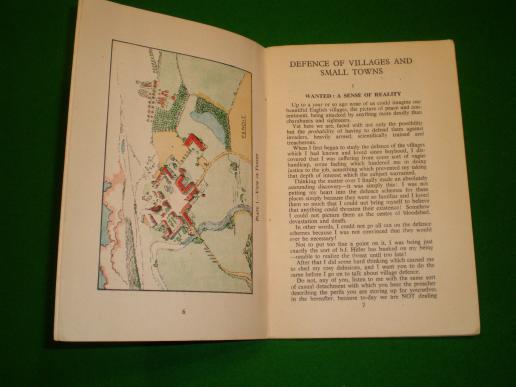 PLATE 1.—VIEW OF FENBURY
CANDLE
6
DEFENCE OF VILLAGES AND
SMALL TOWNS
I
WANTED: A SENSE OF REALITY
Up to a year or so ago none of us could imagine our
beautiful English villages, the picture of peace and con-
tentment, being attacked by anything more deadly than
charabancs and sightseers.
Yet here we are, faced with not only the possibility
but the probability of having to defend them against
invaders, heavily armed, scientifically trained and
treacherous.
When I first began to study the defence of the villages
which I had known and loved since boyhood, I dis-
covered that I was suffering from some sort of vague
handicap, some feeling which hindered me in doing
justice to the job, something which prevented my taking
that depth of interest which the subject warranted.
Thinking the matter over I finally made an absolutely
astounding discovery—it was simply this: I was not
putting my heart into the defence schemes for these
places simply because they were so familiar and I loved
them so much that I could not bring myself to believe
that anything could threaten their existence! Somehow
I could not picture them as the centre of bloodshed,
devastation and death.
In other words, I could not go all out on the defence
schemes because I was not convinced that they would
ever be necessary!
Not to put too fine a point on it, I was being just
exactly the sort of b.f. Hitler has banked on my being
—unable to realize the threat until too late!
After that I did some hard thinking which caused me
to shed my rosy delusions, and I want you to do the
same before I go on to talk about village defence.
Do not, any of you, listen to me with the same sort
of casual detachment with which you hear the preacher
describing the perils you are storing up for yourselves
in the hereafter, because to-day we are NOT dealing
7